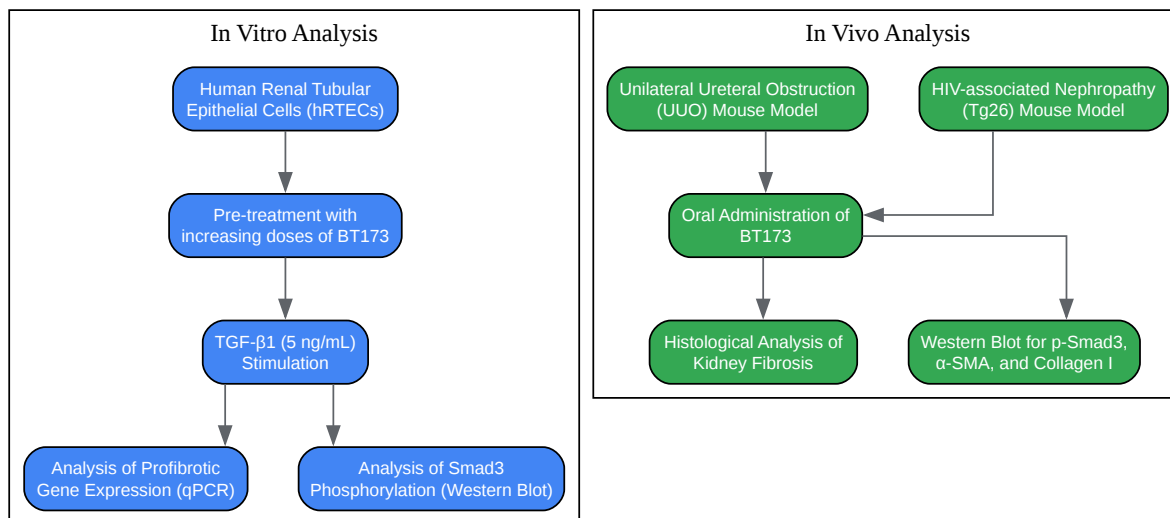 In Vitro Analysis
Human Renal Tubular
Epithelial Cells (hRTECs)
Pre-treatment with
increasing doses of BT173
TGF-β1 (5 ng/mL)
Stimulation
Analysis of Profibrotic
Gene Expression (qPCR)
Analysis of Smad3
Phosphorylation (Western Blot)
In Vivo Analysis
Unilateral Ureteral Obstruction
(UUO) Mouse Model
HIV-associated Nephropathy
(Tg26) Mouse Model
Oral Administration of
BT173
Histological Analysis of
Kidney Fibrosis
Western Blot for p-Smad3,
α-SMA, and Collagen I